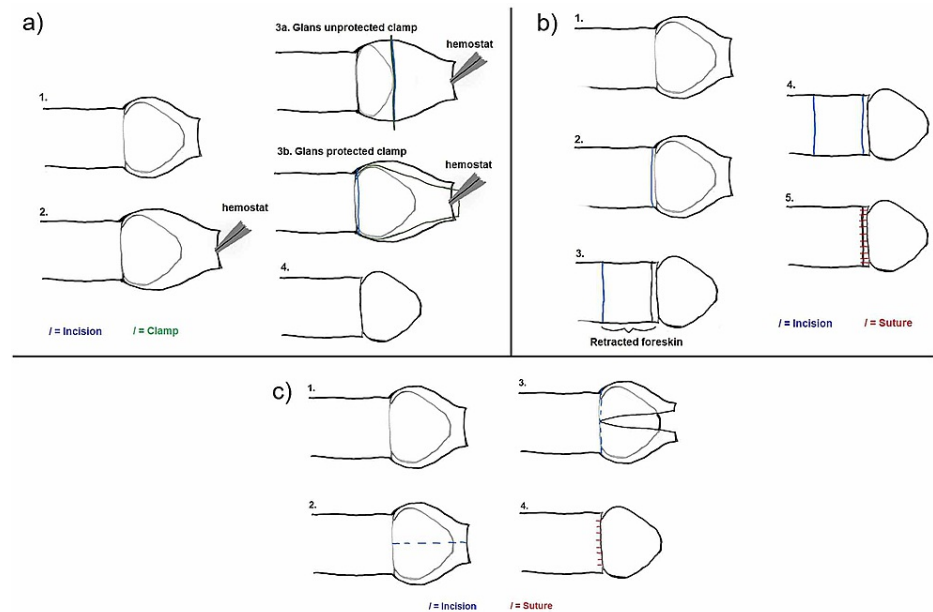 a)
1.
2.
hemostat
3a. Glans unprotected clamp
hemostat
3b. Glans protected clamp
hemostat
4.
/ = Incision
/ = Clamp
b)
1.
2.
3.
Retracted foreskin
4.
5.
/ = Incision
/ = Suture
c)
1.
2.
3.
4.
/ = Incision
/ = Suture